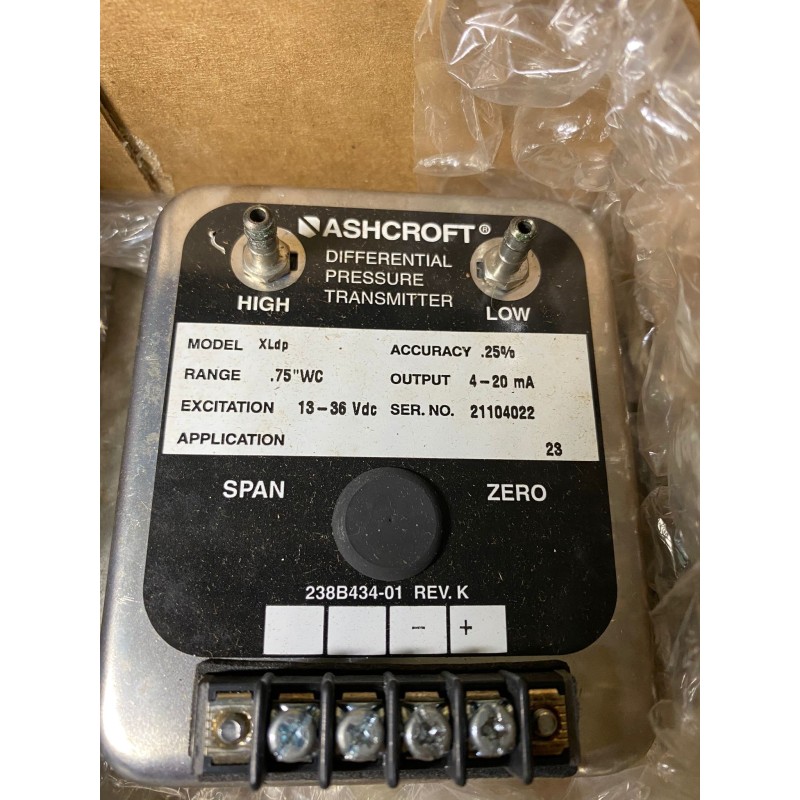 ASHCROFT®
DIFFERENTIAL
PRESSURE
TRANSMITTER
HIGH
LOW
MODEL XLdp ACCURACY .25%
RANGE .75"WC OUTPUT 4-20 mA
EXCITATION 13-36 Vdc SER. NO. 21104022
APPLICATION 23
SPAN ZERO
238B434-01 REV. K
- +